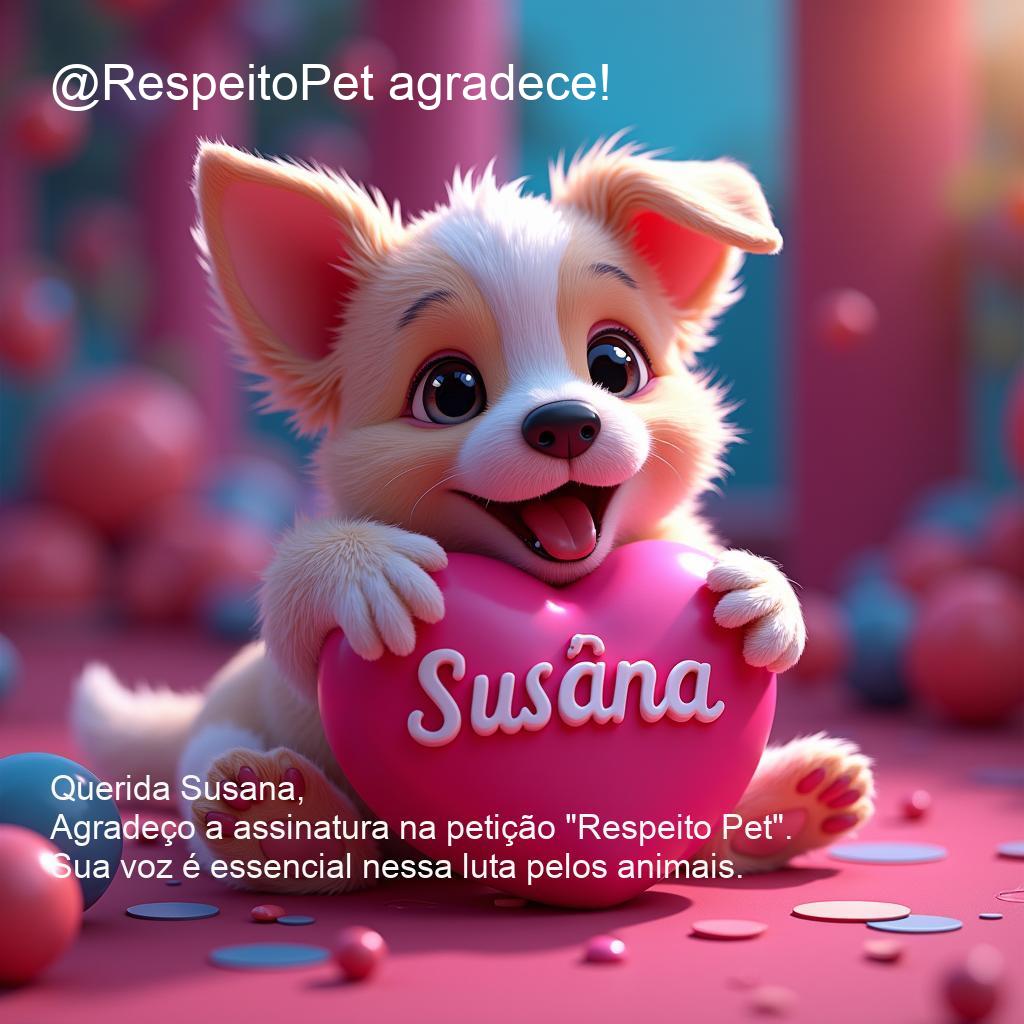 @RespeitoPet agradece!
Susâna
Querida Susana,
Agradeço a assinatura na petição "Respeito Pet".
Sua voz é essencial nessa luta pelos animais.